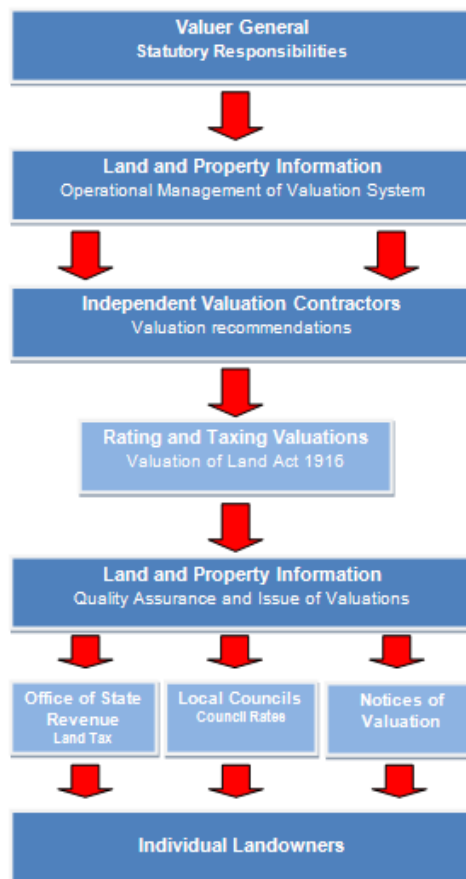 Valuer General
Statutory Responsibilities
Land and Property Information
Operational Management of Valuation System
Independent Valuation Contractors
Valuation recommendations
Rating and Taxing Valuations
Valuation of Land Act 1916
Land and Property Information
Quality Assurance and Issue of Valuations
Office of State
Revenue
Land Tax
Local Councils
Council Rates
Notices of
Valuation
Individual Landowners